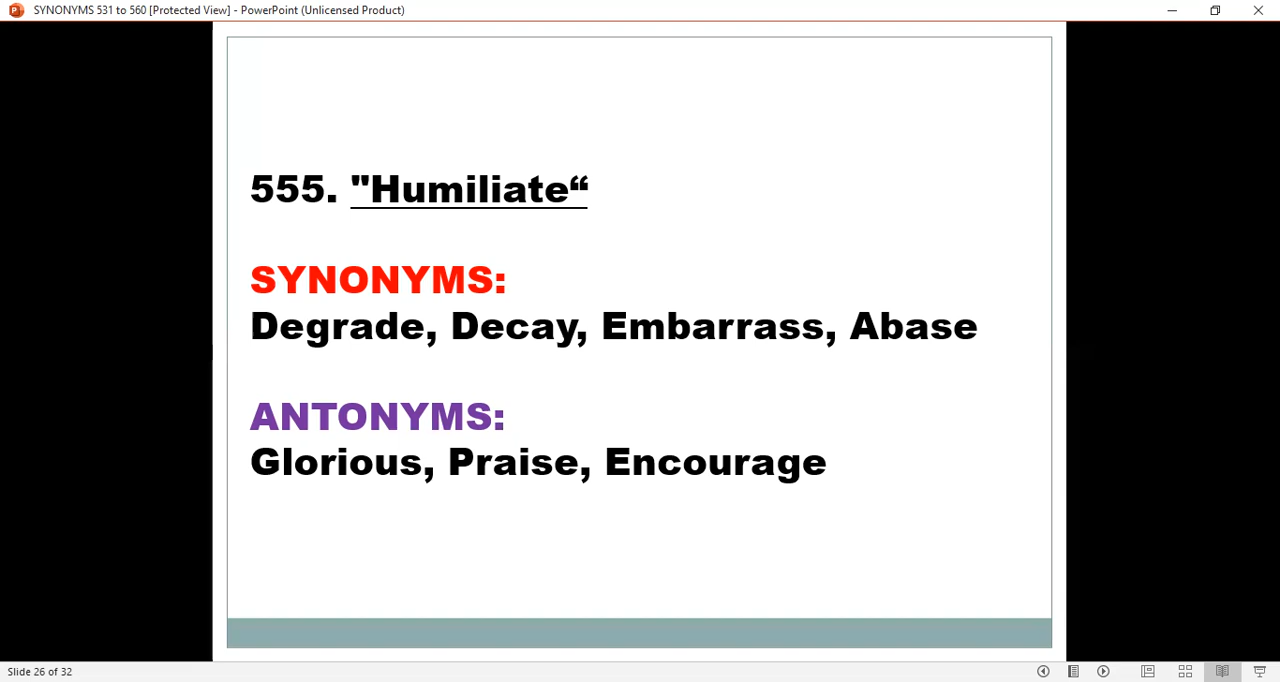 SYNONYMS 531 to 560 [Protected View] - PowerPoint (Unlicensed Product)
555. "Humiliate“
SYNONYMS:
Degrade, Decay, Embarrass, Abase
ANTONYMS:
Glorious, Praise, Encourage
Slide 26 of 32